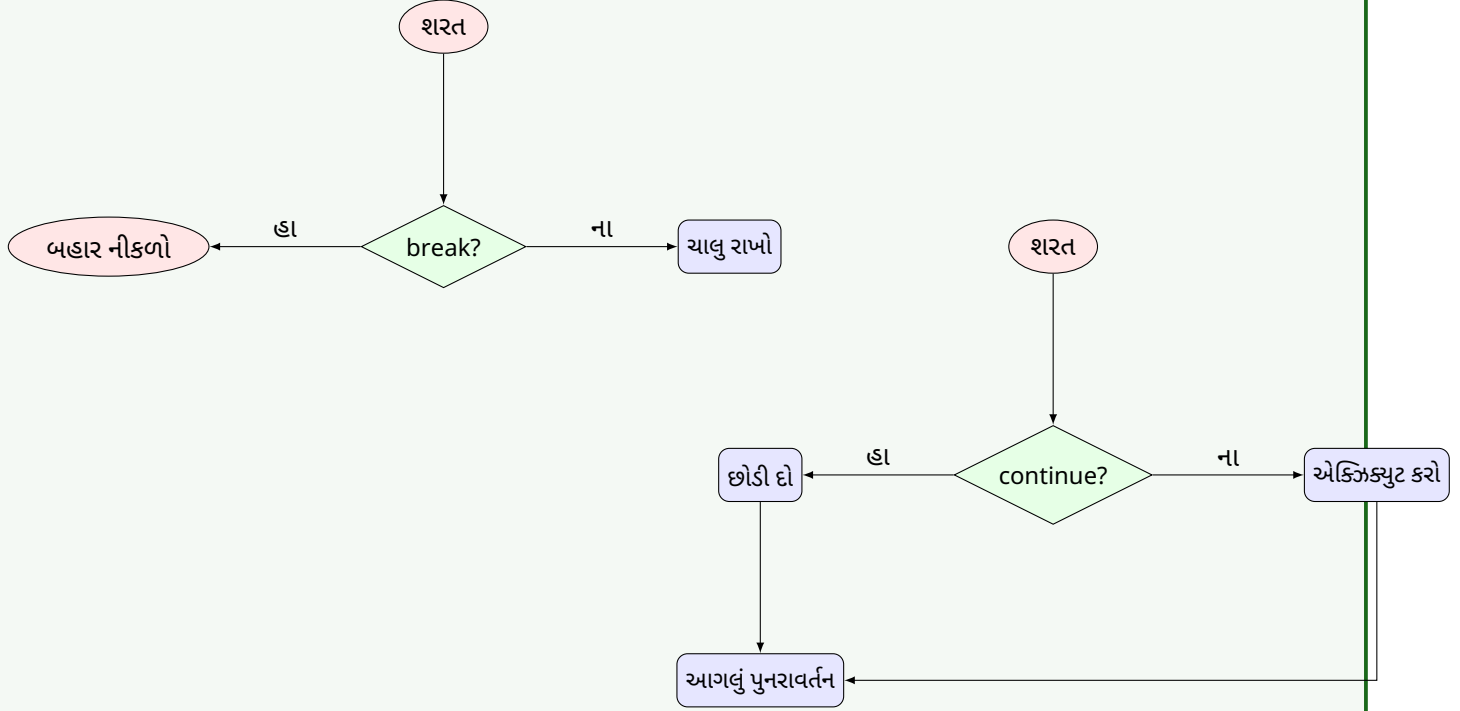 શરત
હા
ના
બહાર નીકળો
break?
ચાલુ રાખો
શરત
હા
ના
છોડી દો
continue?
એક્ઝિક્યુટ કરો
આગલું પુનરાવર્તન